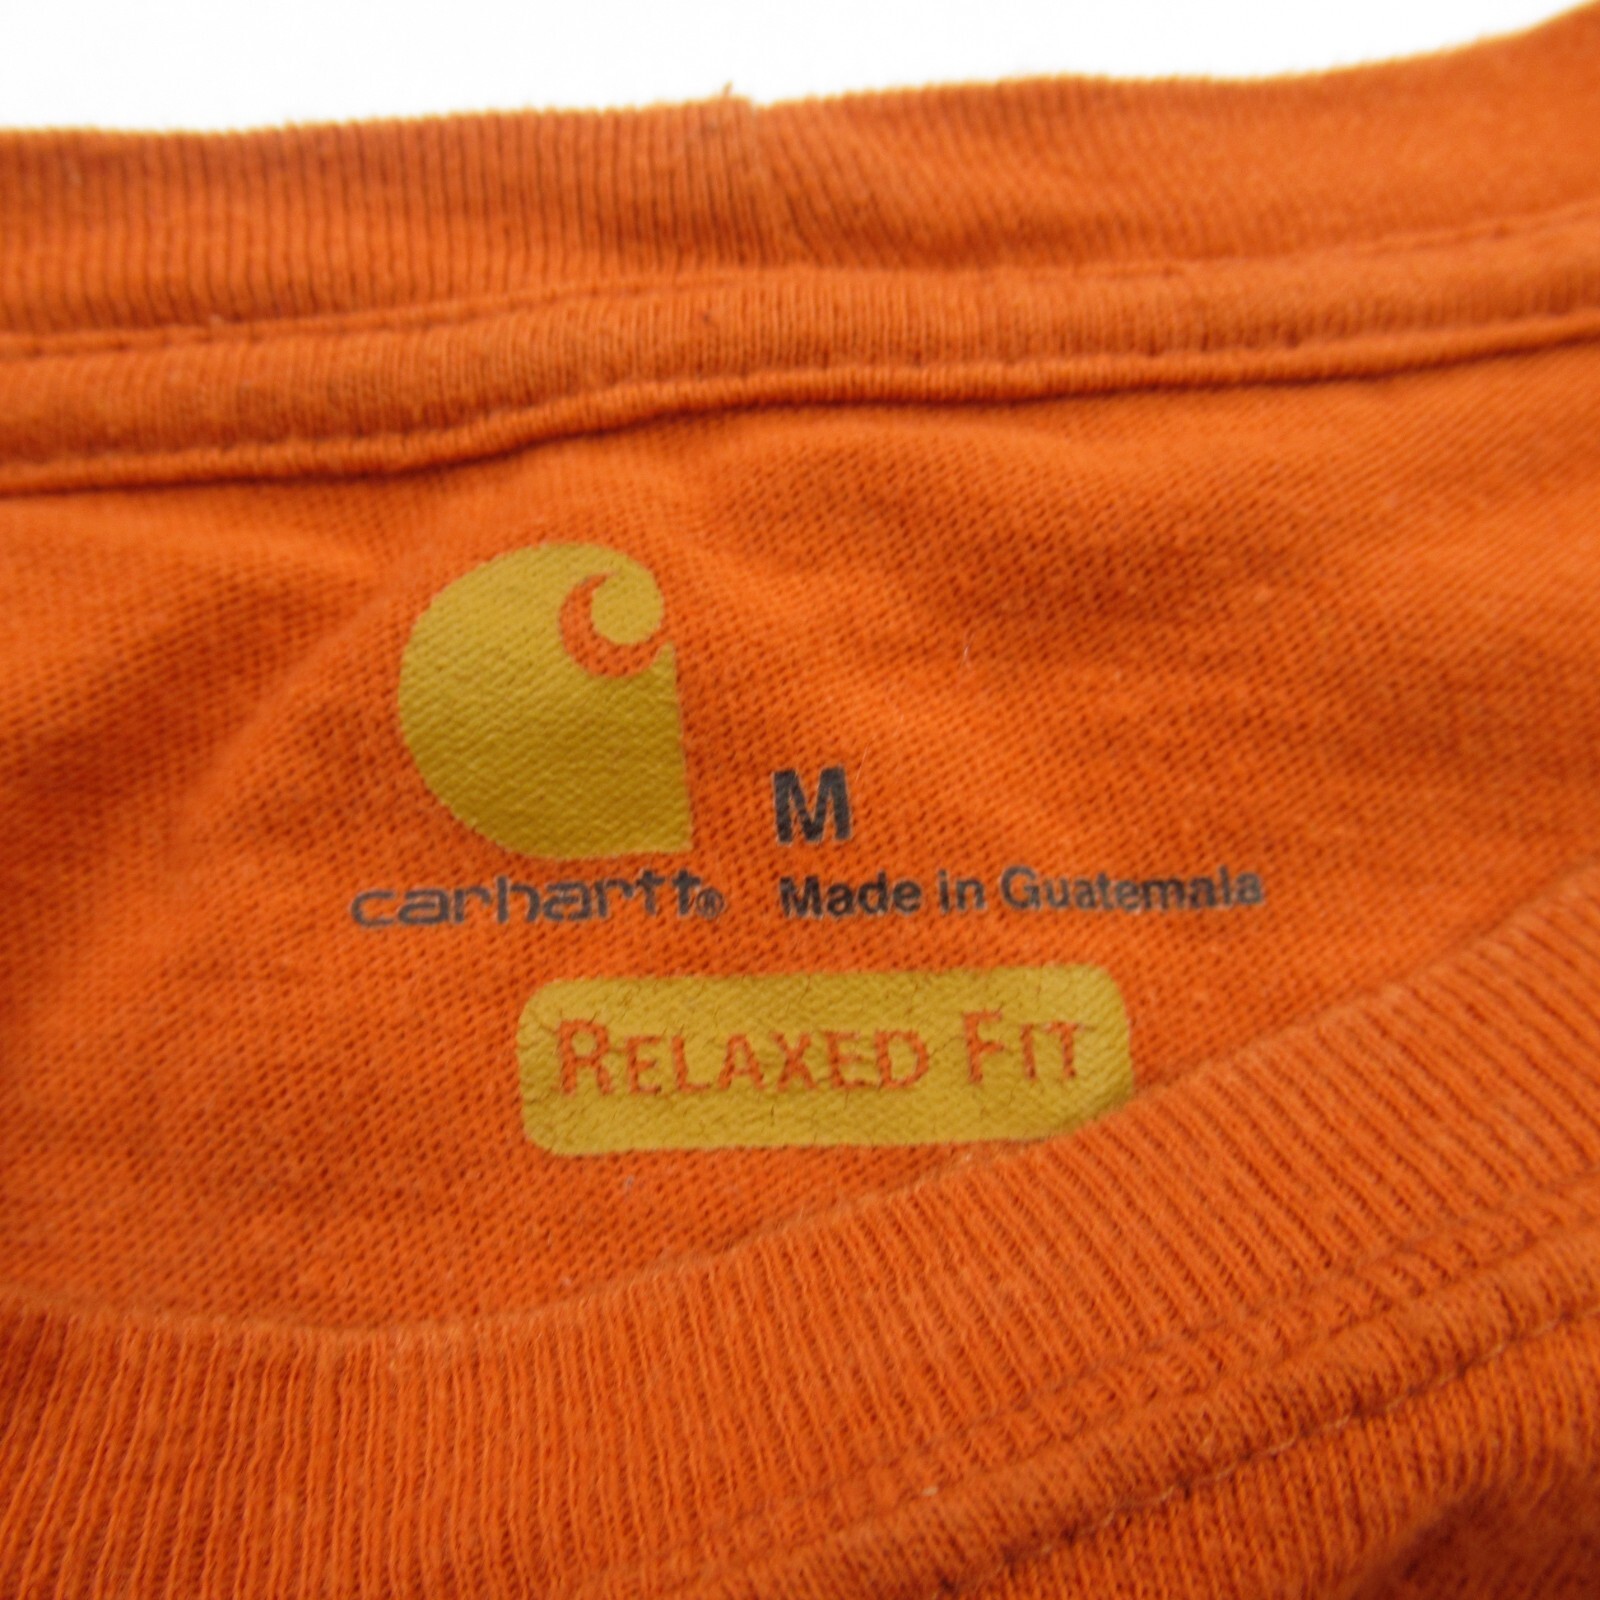 M
carhartt® Made in Guatemala
RELAXED FIT